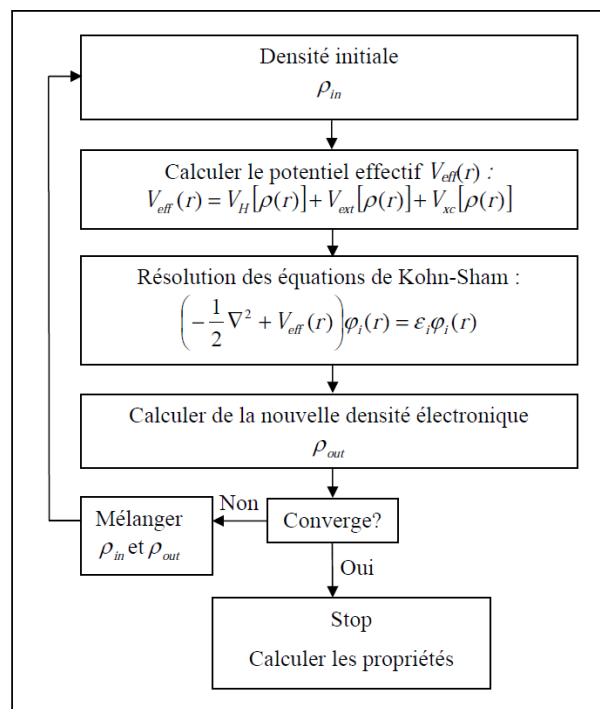 Densité initiale
ρ_in
Calculer le potentiel effectif V_eff(r) :
V_eff (r) = V_H [ρ(r)] + V_ext [ρ(r)] + V_xc [ρ(r)]
Résolution des équations de Kohn-Sham :
(-1/2 ∇² + V_eff (r)) φ_i (r) = ε_i φ_i (r)
Calculer de la nouvelle densité électronique
ρ_out
Non
Converge?
Mélanger
ρ_in et ρ_out
Oui
Stop
Calculer les propriétés